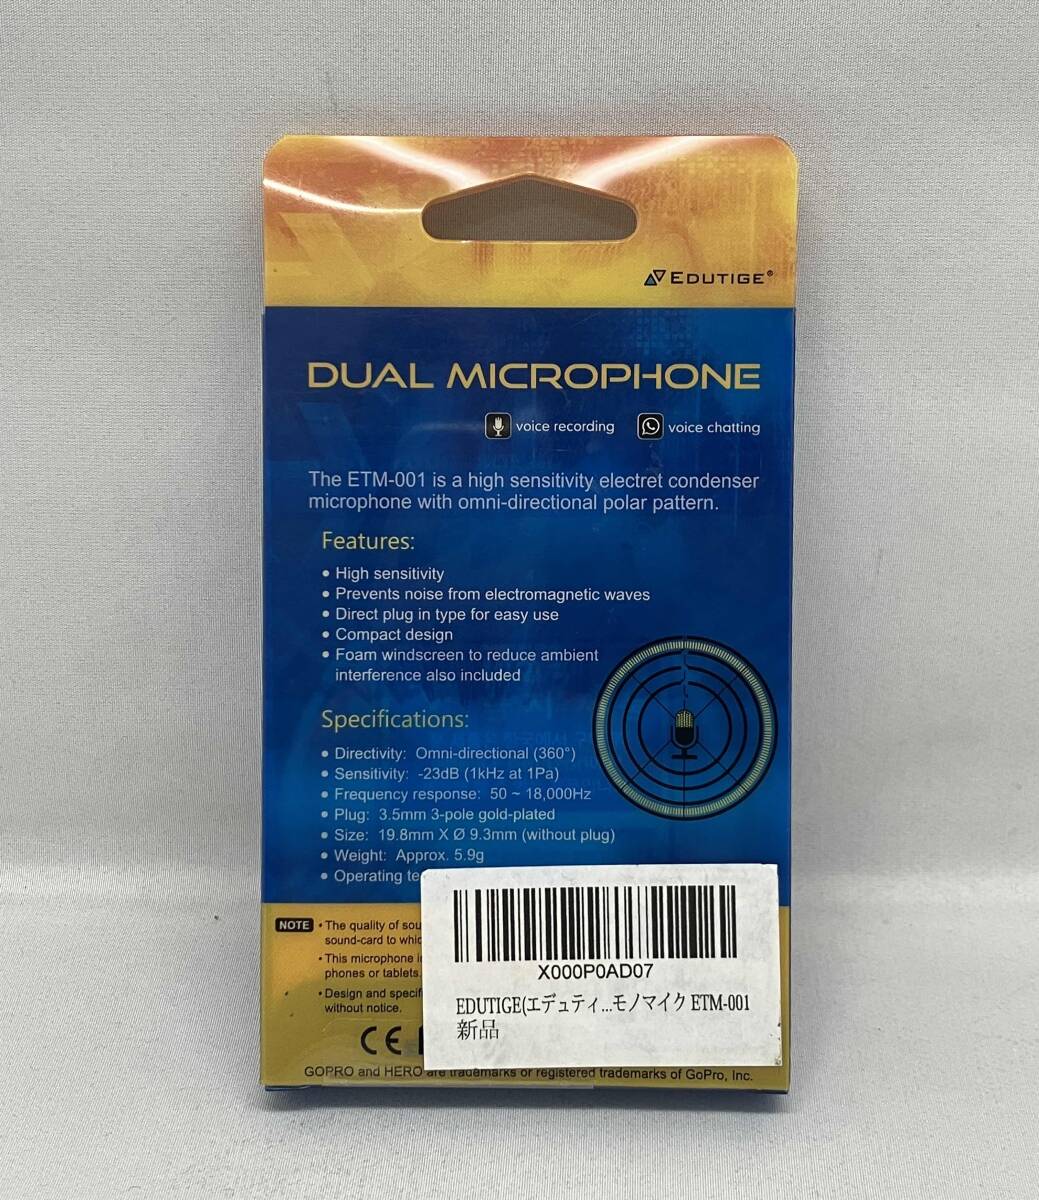 EDUTIGE®
DUAL MICROPHONE
voice recording voice chatting
The ETM-001 is a high sensitivity electret condenser
microphone with omni-directional polar pattern.
Features:
• High sensitivity
• Prevents noise from electromagnetic waves
• Direct plug in type for easy use
• Compact design
• Foam windscreen to reduce ambient
interference also included
Specifications:
• Directivity: Omni-directional (360°)
• Sensitivity: -23dB (1kHz at 1Pa)
• Frequency response: 50 ~ 18,000Hz
• Plug: 3.5mm 3-pole gold-plated
• Size: 19.8mm X Ø 9.3mm (without plug)
• Weight: Approx. 5.9g
• Operating
NOTE • The quality of
sound-card to
• This microphone
phones or tablets.
• Design and
without notice.
CE
GOPRO and HERO are trademarks or registered trademarks of GoPro, Inc.
X000P0AD07
EDUTIGE(エデュティ...モノマイク ETM-001
新品